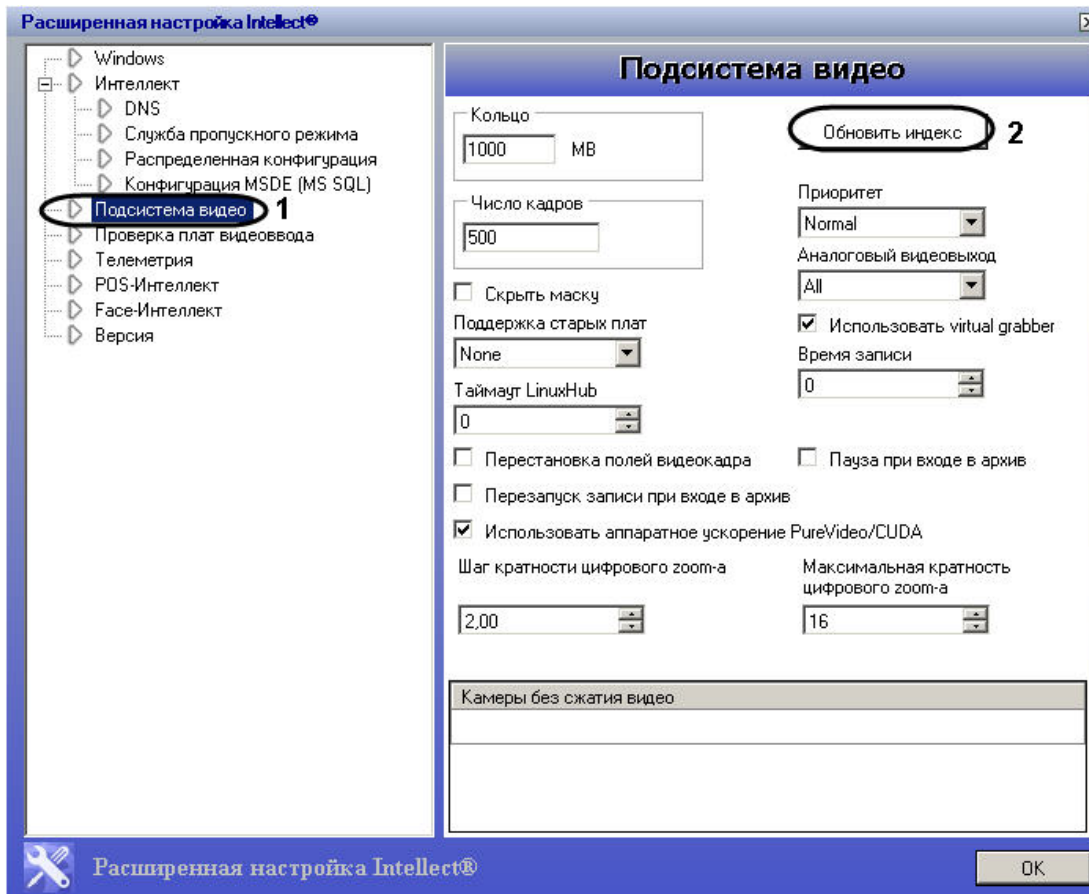 Расширенная настройка Intellect®
Windows
Интеллект
DNS
Служба пропускного режима
Распределенная конфигурация
Конфигурация MSDE (MS SQL)
Подсистема видео 1
Проверка плат видеоввода
Телеметрия
POS-Интеллект
Face-Интеллект
Версия
Подсистема видео
Кольцо
1000 MB
Обновить индекс 2
Число кадров
500
Приоритет
Normal
Аналоговый видеовыход
All
Скрыть маску
Использовать virtual grabber
Поддержка старых плат
None
Время записи
0
Таймаут LinuxHub
0
Перестановка полей видеокадра
Пауза при входе в архив
Перезапуск записи при входе в архив
Использовать аппаратное ускорение PureVideo/CUDA
Шаг кратности цифрового zoom-а
2,00
Максимальная кратность
цифрового zoom-а
16
Камеры без сжатия видео
Расширенная настройка Intellect®
OK